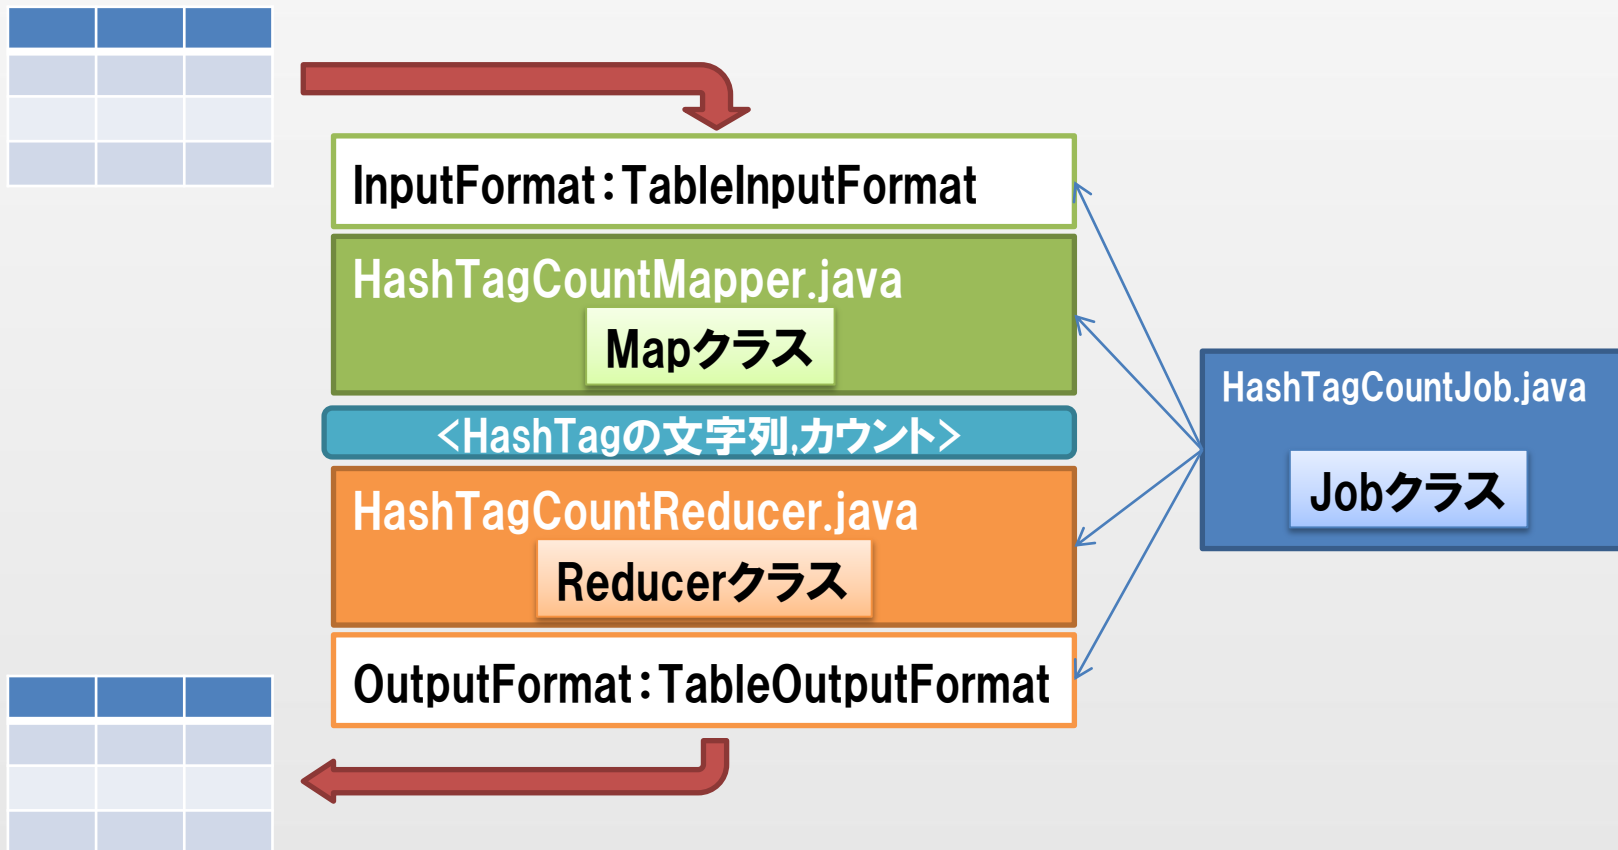 InputFormat：TableInputFormat
HashTagCountMapper.java
Mapクラス
<HashTagの文字列,カウント>
HashTagCountReducer.java
Reducerクラス
OutputFormat：TableOutputFormat
HashTagCountJob.java
Jobクラス